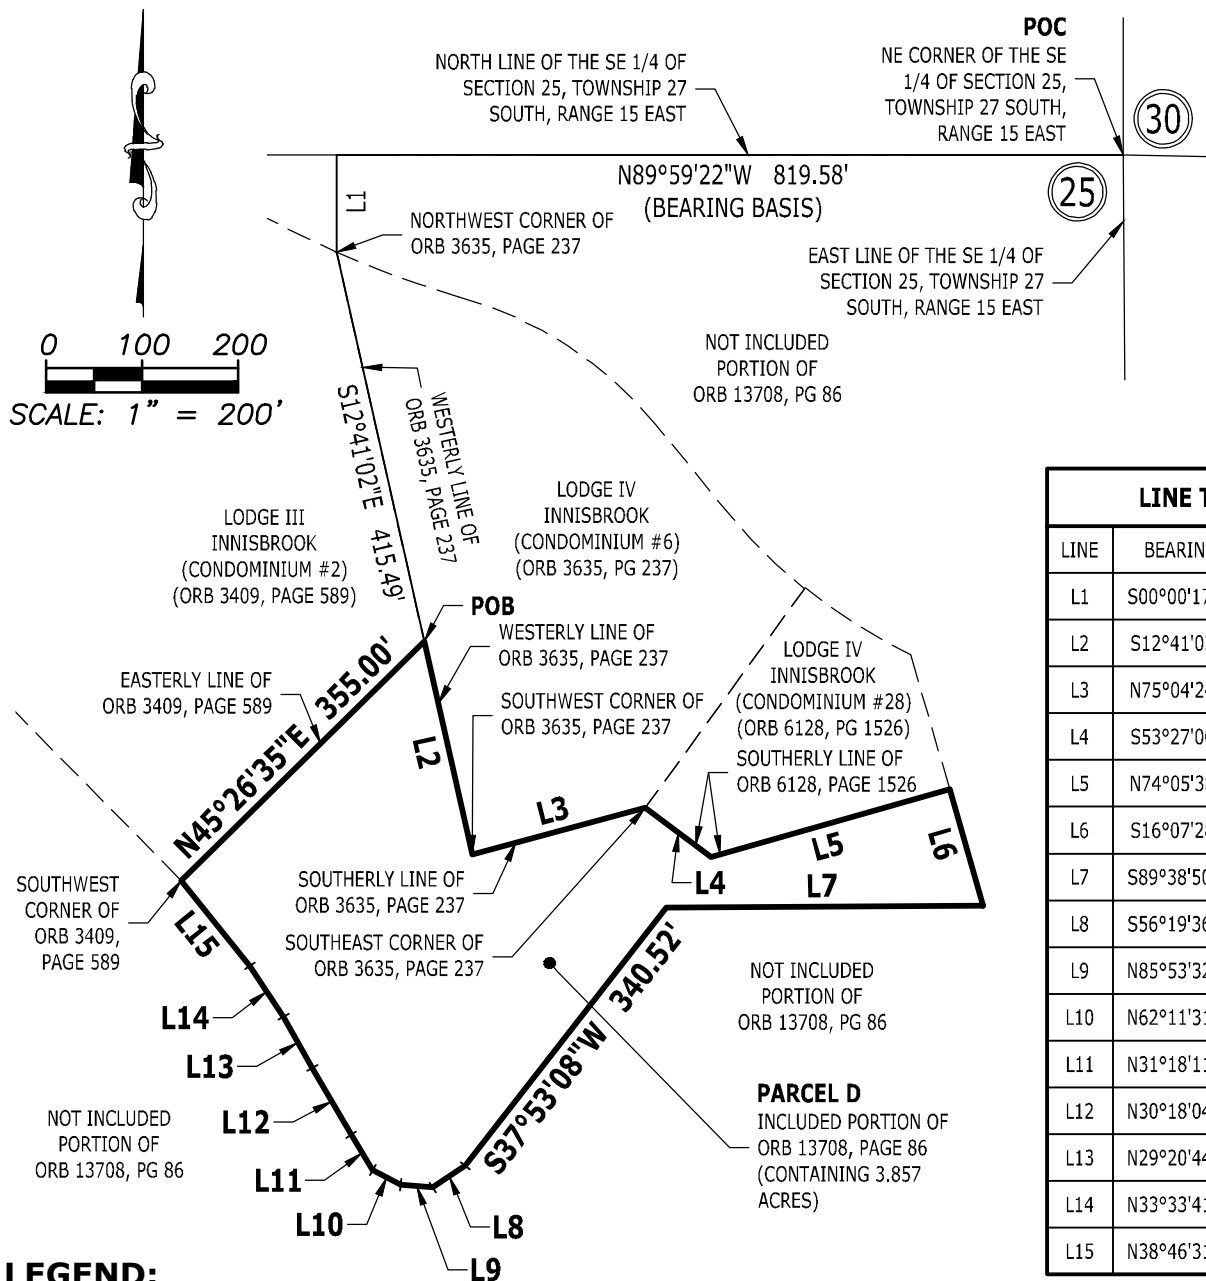 POC
NE CORNER OF THE SE
1/4 OF SECTION 25,
TOWNSHIP 27 SOUTH,
RANGE 15 EAST
NORTH LINE OF THE SE 1/4 OF
SECTION 25, TOWNSHIP 27
SOUTH, RANGE 15 EAST
30
N89°59'22"W 819.58'
(BEARING BASIS)
25
L1
NORTHWEST CORNER OF
ORB 3635, PAGE 237
EAST LINE OF THE SE 1/4 OF
SECTION 25, TOWNSHIP 27
SOUTH, RANGE 15 EAST
0 100 200
SCALE: 1" = 200'
NOT INCLUDED
PORTION OF
ORB 13708, PG 86
S12°41'02"E 415.49'
WESTERLY LINE OF
ORB 3635, PAGE 237
LODGE III
INNISBROOK
(CONDOMINIUM #2)
(ORB 3409, PAGE 589)
LODGE IV
INNISBROOK
(CONDOMINIUM #6)
(ORB 3635, PG 237)
POB
WESTERLY LINE OF
ORB 3635, PAGE 237
EASTERLY LINE OF
ORB 3409, PAGE 589
N45°26'35"E 355.00'
SOUTHWEST CORNER OF
ORB 3635, PAGE 237
LODGE IV
INNISBROOK
(CONDOMINIUM #28)
(ORB 6128, PG 1526)
SOUTHERLY LINE OF
ORB 6128, PAGE 1526
L2
L3
L4
L5
L6
L7
SOUTHWEST
CORNER OF
ORB 3409,
PAGE 589
L15
SOUTHERLY LINE OF
ORB 3635, PAGE 237
SOUTHEAST CORNER OF
ORB 3635, PAGE 237
S37°53'08"W 340.52'
NOT INCLUDED
PORTION OF
ORB 13708, PG 86
L14
L13
L12
L11
L10
L9
L8
NOT INCLUDED
PORTION OF
ORB 13708, PG 86
PARCEL D
INCLUDED PORTION OF
ORB 13708, PAGE 86
(CONTAINING 3.857
ACRES)
LINE T
LINE BEARIN
L1 S00°00'17
L2 S12°41'0
L3 N75°04'24
L4 S53°27'0
L5 N74°05'3
L6 S16°07'28
L7 S89°38'50
L8 S56°19'36
L9 N85°53'32
L10 N62°11'31
L11 N31°18'11
L12 N30°18'04
L13 N29°20'44
L14 N33°33'41
L15 N38°46'31
LEGEND: